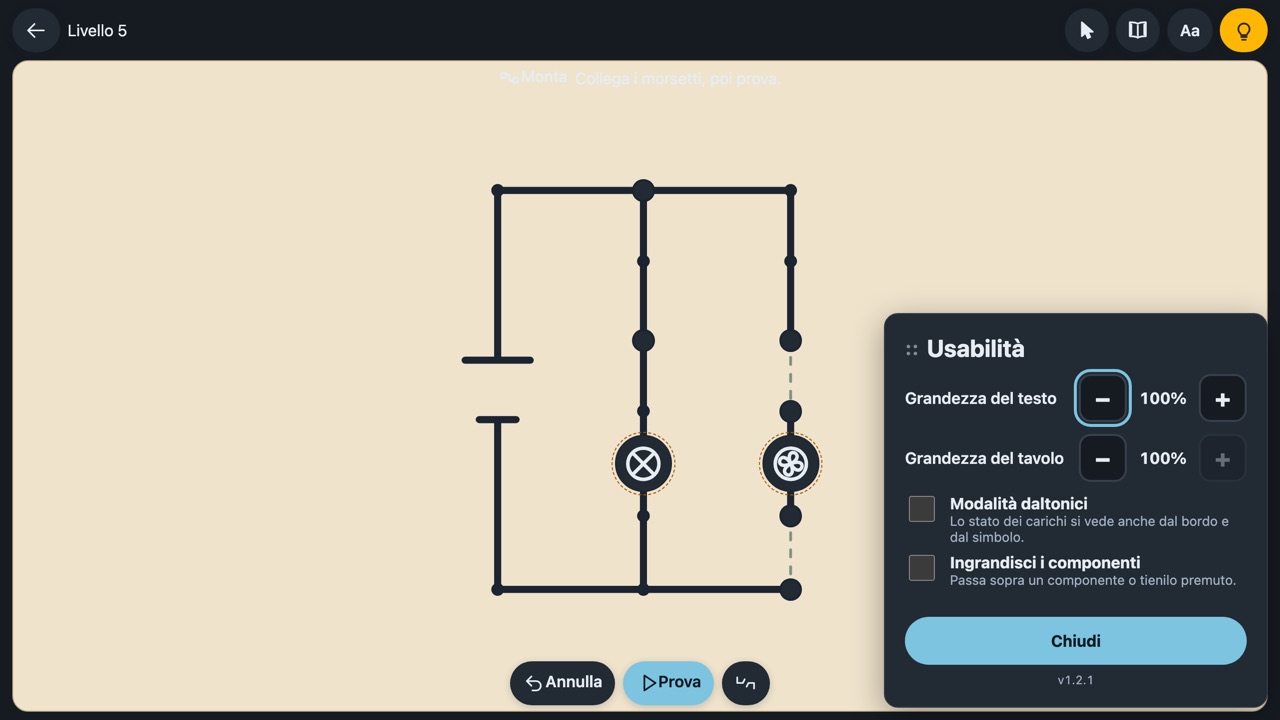 Livello 5
Aa
Monta Collega i morsetti, poi prova.
Usabilità
Grandezza del testo − 100% +
Grandezza del tavolo − 100% +
Modalità daltonici
Lo stato dei carichi si vede anche dal bordo e
dal simbolo.
Ingrandisci i componenti
Passa sopra un componente o tienilo premuto.
Chiudi
v1.2.1
Annulla
Prova